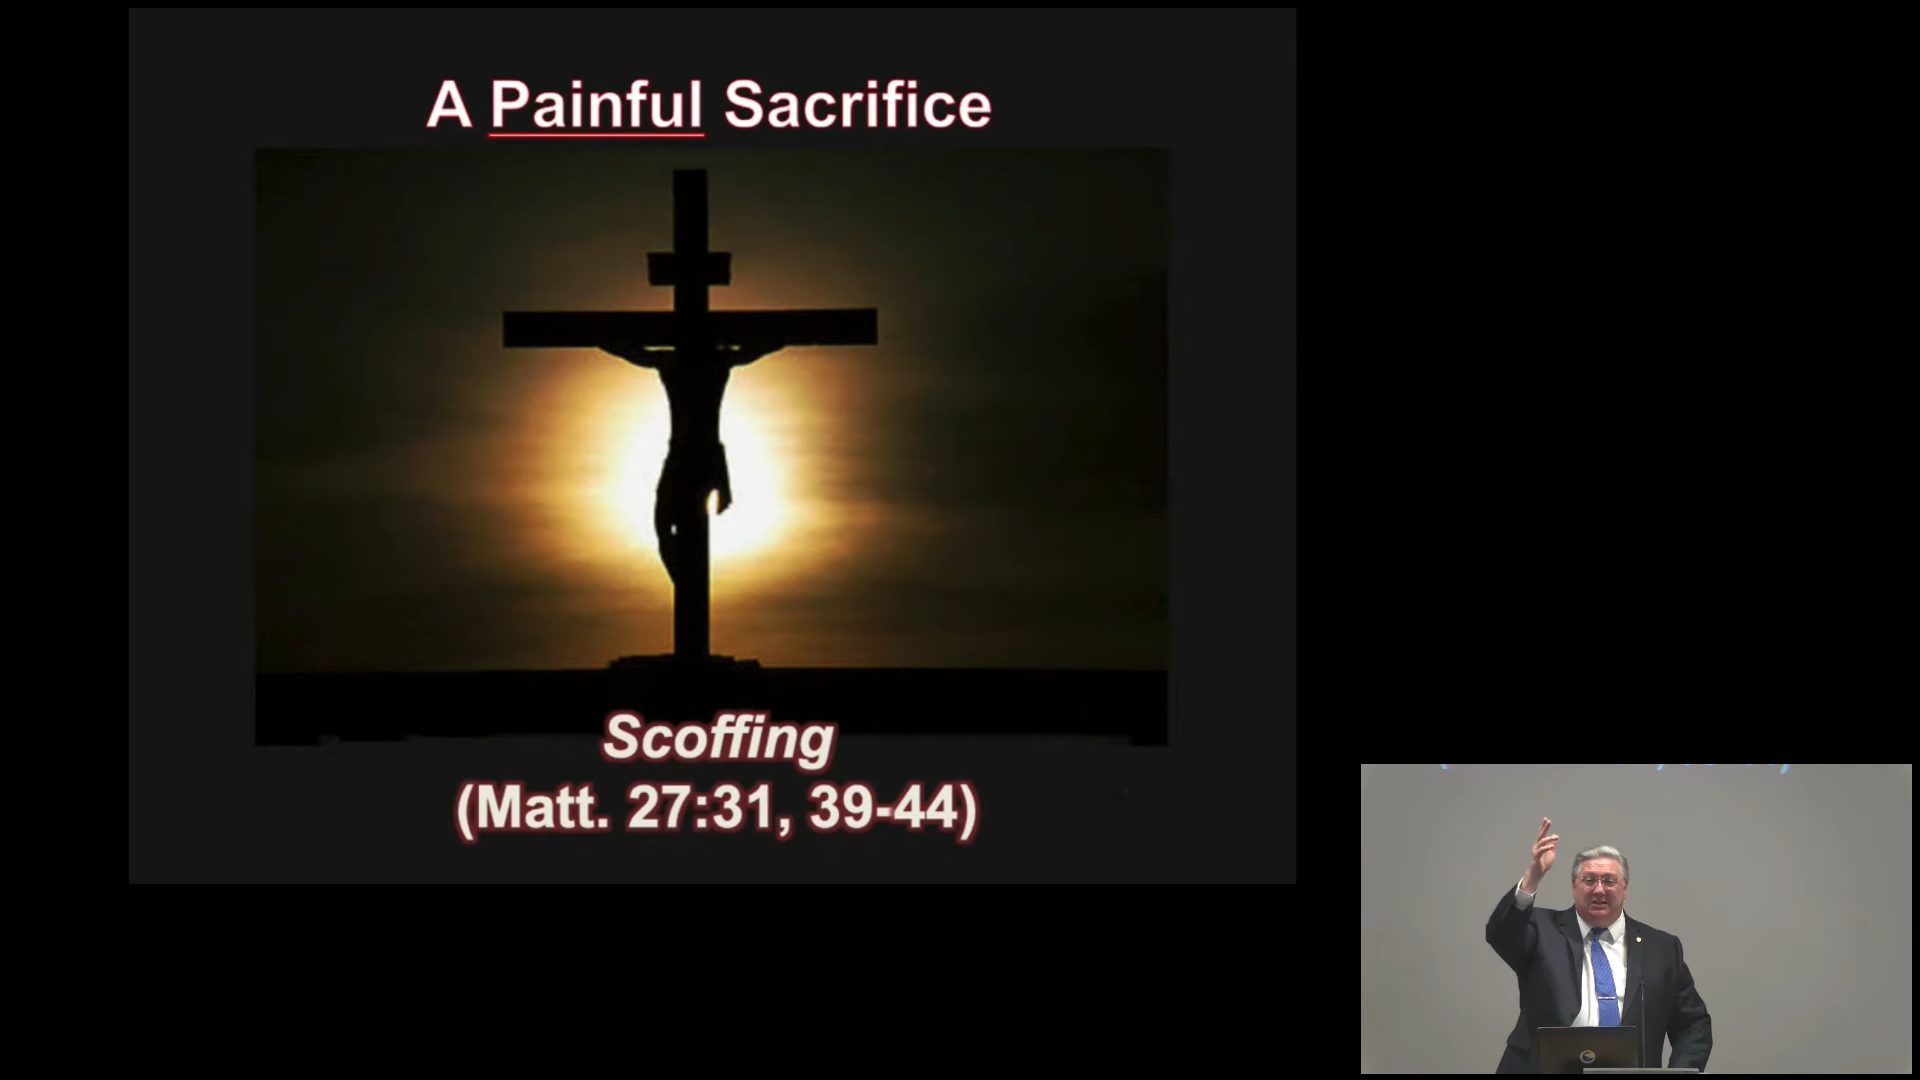 A Painful Sacrifice
Scoffing
(Matt. 27:31, 39-44)